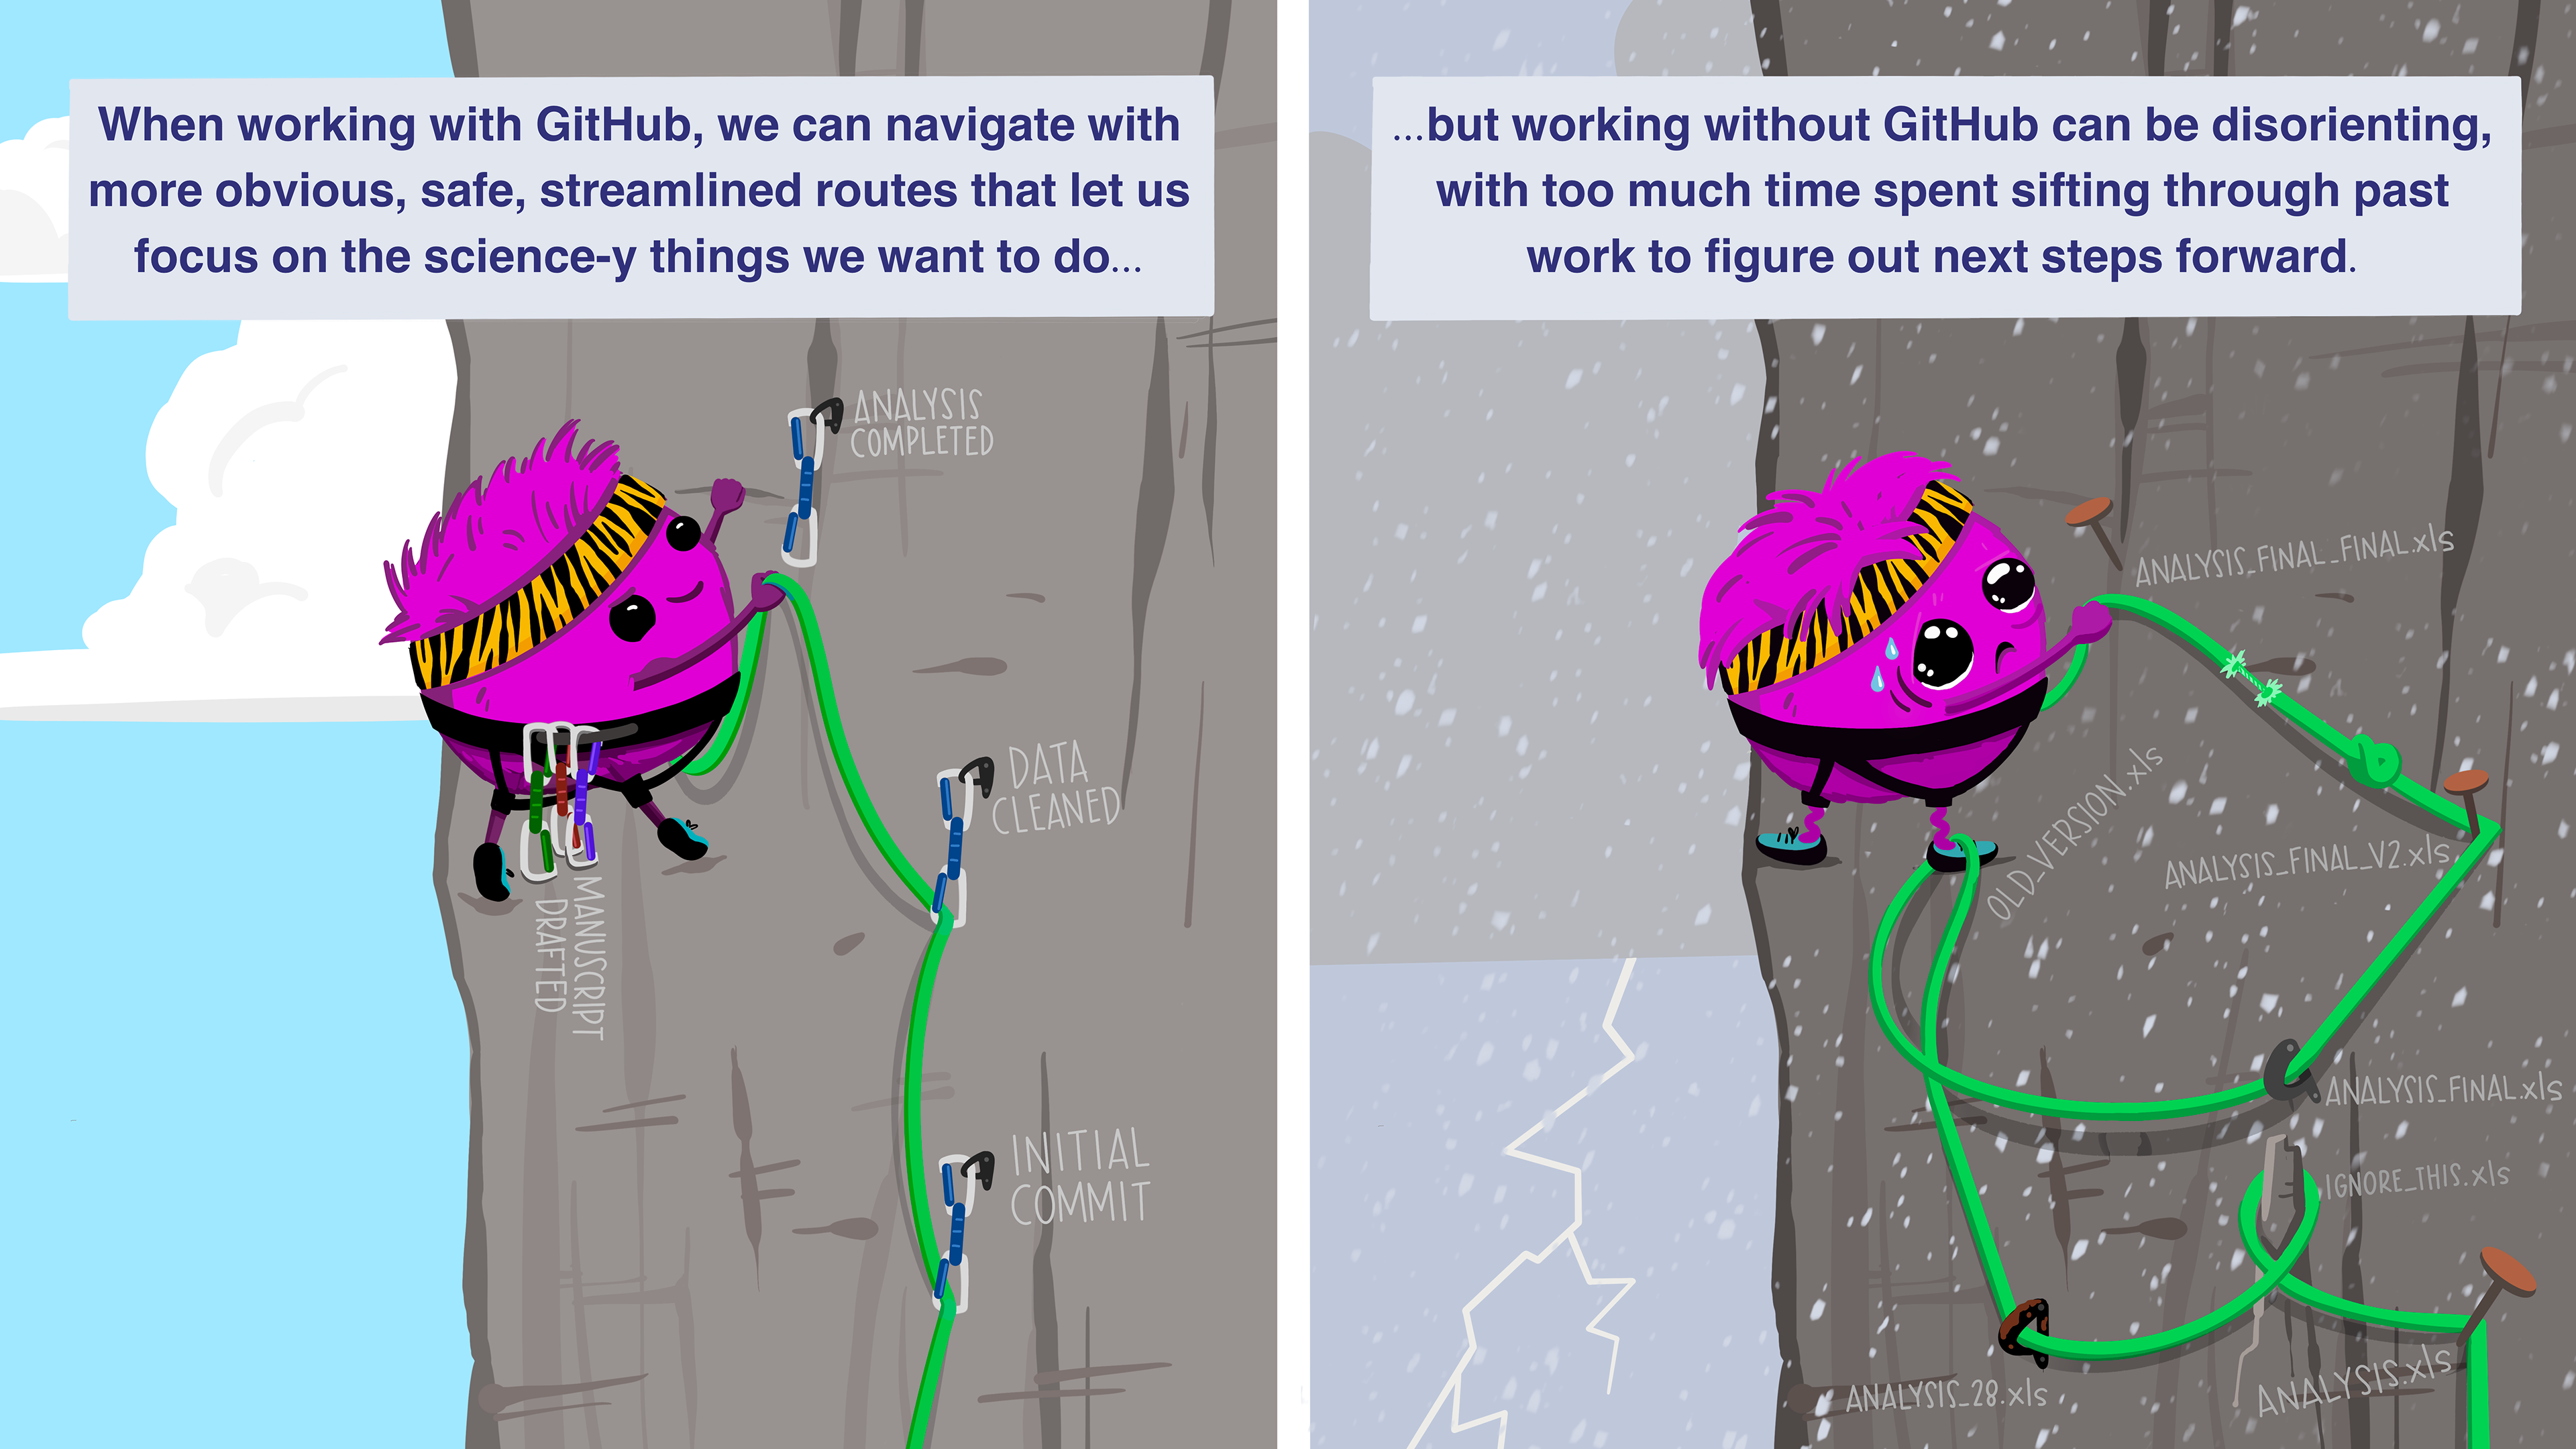 When working with GitHub, we can navigate with
more obvious, safe, streamlined routes that let us
focus on the science-y things we want to do...
ANALYSIS
COMPLETED
DATA
CLEANED
MANUSCRIPT
DRAFTED
INITIAL
COMMIT
...but working without GitHub can be disorienting,
with too much time spent sifting through past
work to figure out next steps forward.
ANALYSIS_FINAL_FINAL.xls
OLD_VERSION.xls
ANALYSIS_FINAL_V2.xls
ANALYSIS_FINAL.xls
IGNORE_THIS.xls
ANALYSIS_28.xls
ANALYSIS.xls